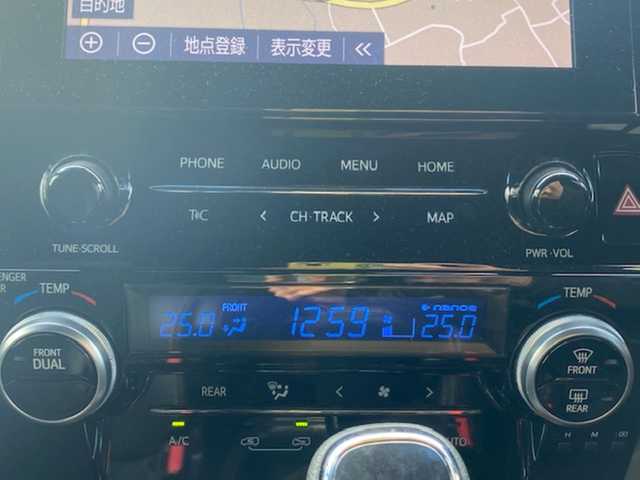 目的地
地点登録 表示変更
PHONE AUDIO MENU HOME
T C CH·TRACK MAP
TUNE·SCROLL PWR·VOL
TEMP TEMP
25.0 FRONT 12:59 nanoe 25.0
FRONT
DUAL
FRONT
REAR
REAR
A/C
H M